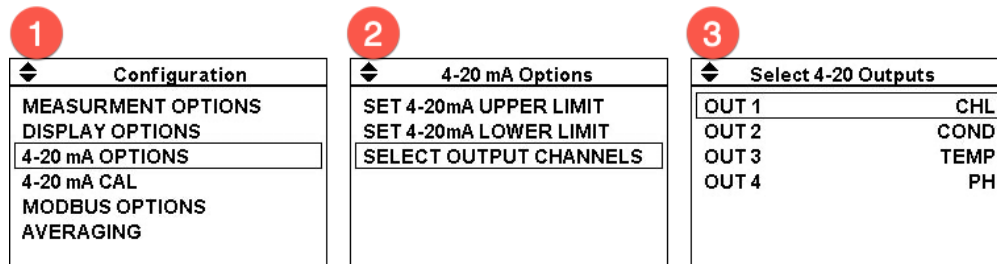 1
Configuration
MEASURMENT OPTIONS
DISPLAY OPTIONS
4-20 mA OPTIONS
4-20 mA CAL
MODBUS OPTIONS
AVERAGING
2
4-20 mA Options
SET 4-20mA UPPER LIMIT
SET 4-20mA LOWER LIMIT
SELECT OUTPUT CHANNELS
3
Select 4-20 Outputs
OUT 1 CHL
OUT 2 COND
OUT 3 TEMP
OUT 4 PH